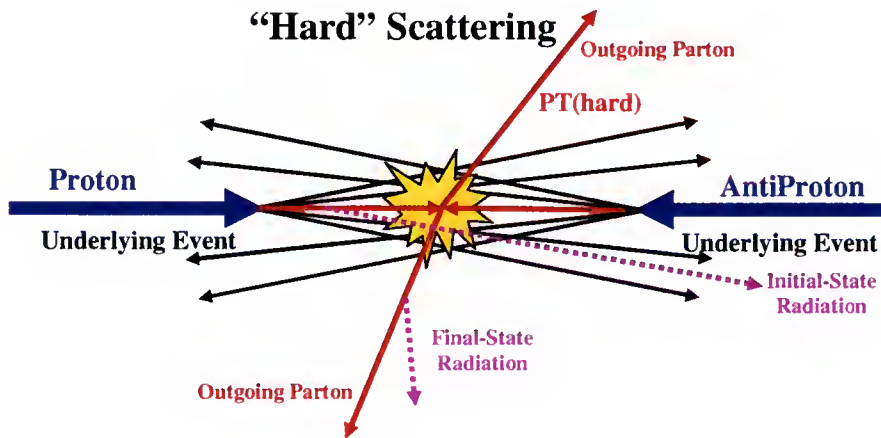 “Hard” Scattering
Outgoing Parton
PT(hard)
Proton
AntiProton
Underlying Event
Underlying Event
Initial-State
Radiation
Final-State
Radiation
Outgoing Parton